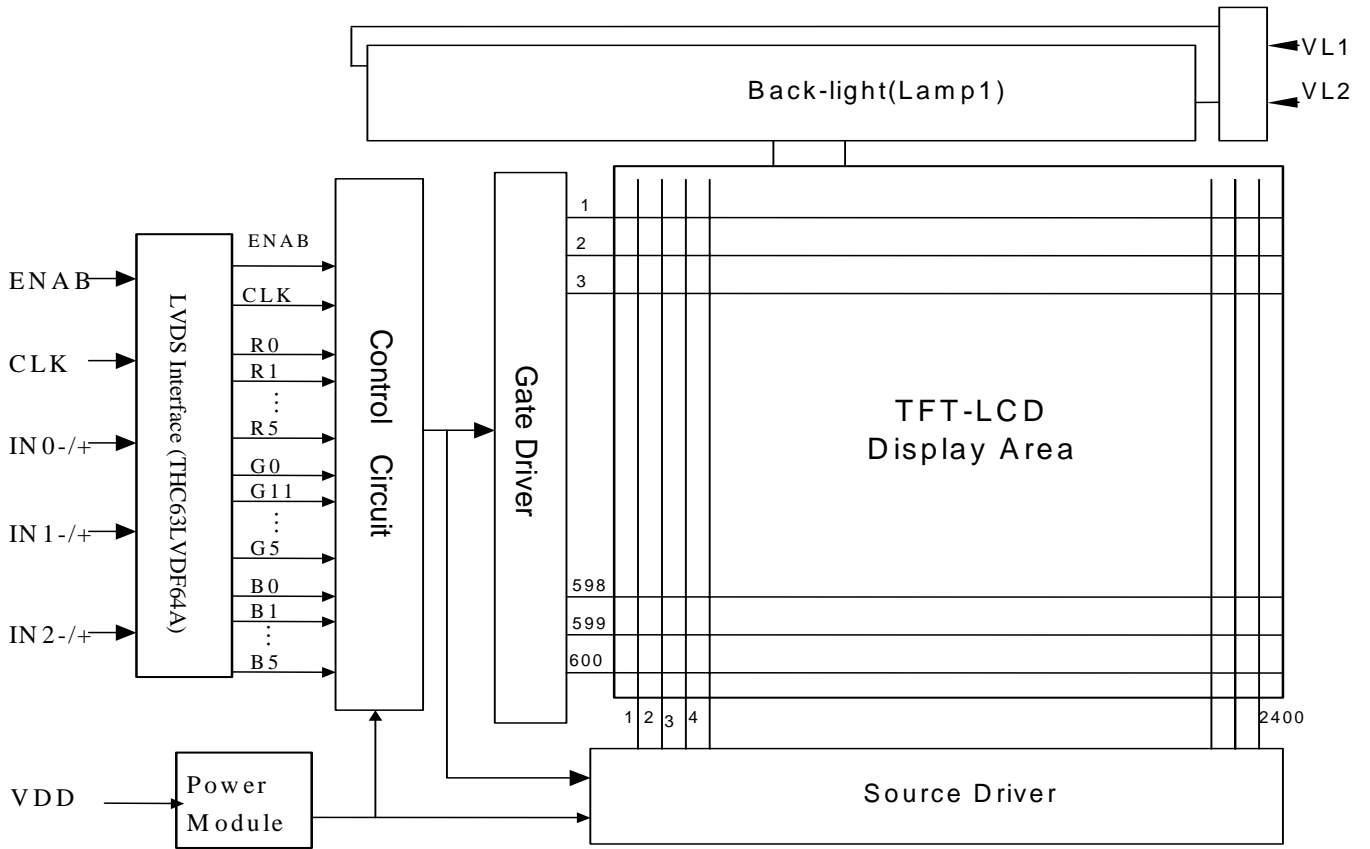 VL1
Back-light(Lamp1)
VL2
1
2
3
598
599
600
ENAB
CLK
IN0-/+
IN1-/+
IN2-/+
LVDS Interface (THC63LVDF64A)
ENAB
CLK
R0
R1
⋮
R5
G0
G11
⋮
G5
B0
B1
⋮
B5
Control Circuit
Gate Driver
TFT-LCD
Display Area
1 2 3 4 2400
VDD
Power
Module
Source Driver